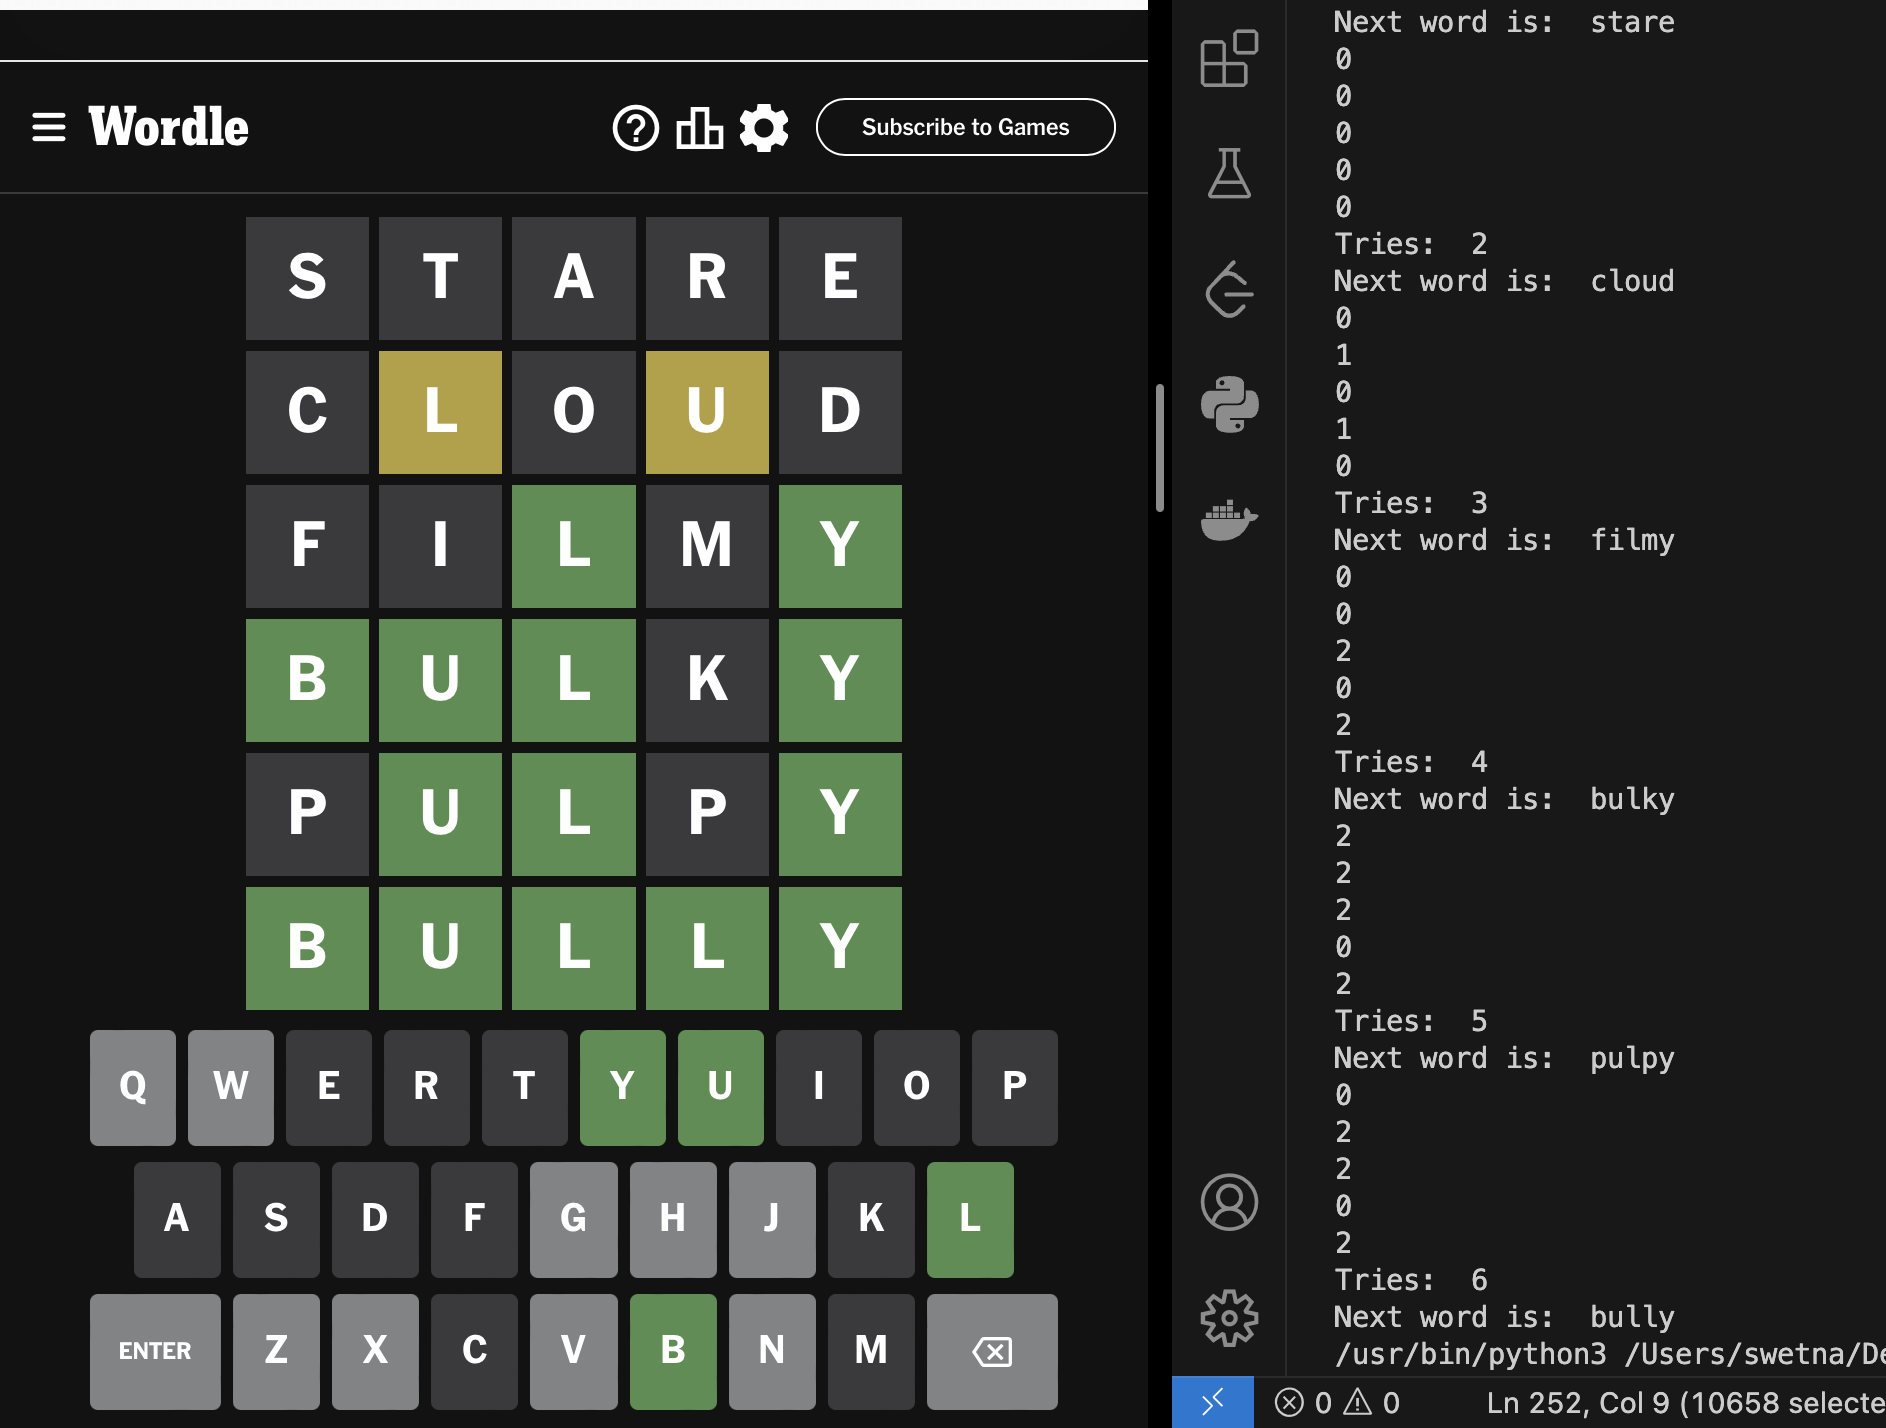 Wordle
Subscribe to Games
S T A R E
C L O U D
F I L M Y
B U L K Y
P U L P Y
B U L L Y
Q W E R T Y U I O P
A S D F G H J K L
ENTER Z X C V B N M
Next word is: stare
0
0
0
0
0
Tries: 2
Next word is: cloud
0
1
0
1
0
Tries: 3
Next word is: filmy
0
0
2
0
2
Tries: 4
Next word is: bulky
2
2
2
0
2
Tries: 5
Next word is: pulpy
0
2
2
0
2
Tries: 6
Next word is: bully
/usr/bin/python3 /Users/swetna/De
0 0 Ln 252, Col 9 (10658 selecte